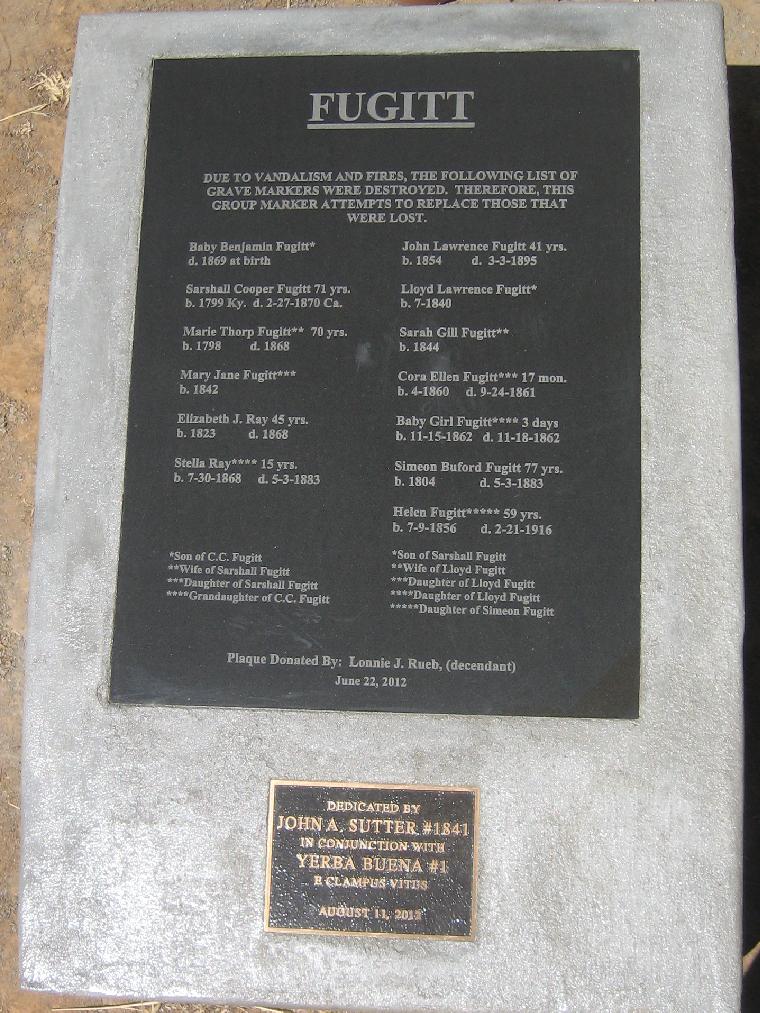 FUGITT
DUE TO VANDALISM AND FIRES, THE FOLLOWING LIST OF
GRAVE MARKERS WERE DESTROYED. THEREFORE, THIS
GROUP MARKER ATTEMPTS TO REPLACE THOSE THAT
WERE LOST.
Baby Benjamin Fugitt*
d. 1869 at birth
Sarshall Cooper Fugitt 71 yrs.
b. 1799 Ky. d. 2-27-1870 Ca.
Marie Thorp Fugitt** 70 yrs.
b. 1798 d. 1868
Mary Jane Fugitt***
b. 1842
Elizabeth J. Ray 45 yrs.
b. 1823 d. 1868
Stella Ray**** 15 yrs.
b. 7-30-1868 d. 5-3-1883
*Son of C.C. Fugitt
**Wife of Sarshall Fugitt
***Daughter of Sarshall Fugitt
****Grandaughter of C.C. Fugitt
John Lawrence Fugitt 41 yrs.
b. 1854 d. 3-3-1895
Lloyd Lawrence Fugitt*
b. 7-1840
Sarah Gill Fugitt**
b. 1844
Cora Ellen Fugitt*** 17 mon.
b. 4-1860 d. 9-24-1861
Baby Girl Fugitt**** 3 days
b. 11-15-1862 d. 11-18-1862
Simeon Buford Fugitt 77 yrs.
b. 1804 d. 5-3-1883
Helen Fugitt***** 59 yrs.
b. 7-9-1856 d. 2-21-1916
*Son of Sarshall Fugitt
**Wife of Lloyd Fugitt
***Daughter of Lloyd Fugitt
****Daughter of Lloyd Fugitt
*****Daughter of Simeon Fugitt
Plaque Donated By: Lonnie J. Rueb, (decendant)
June 22, 2012
DEDICATED BY
JOHN A. SUTTER #1841
IN CONJUNCTION WITH
YERBA BUENA #1
E CLAMPUS VITUS
AUGUST 11, 2012